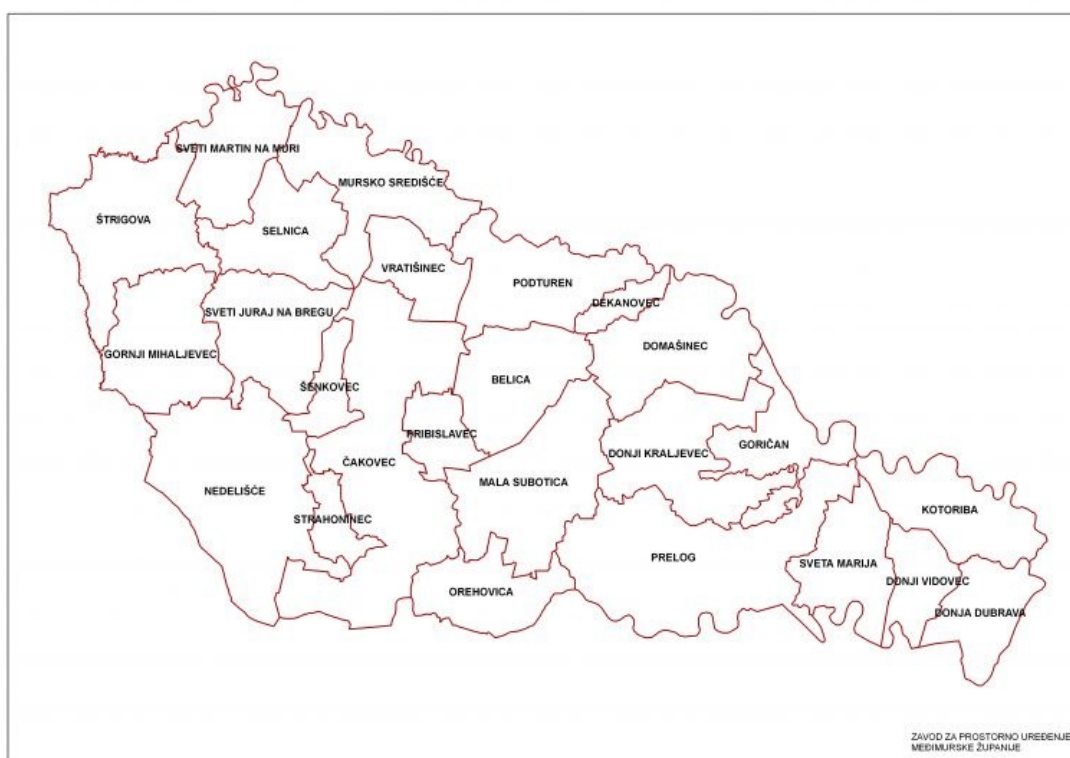 SVETI MARTIN NA MURI
MURSKO SREDIŠĆE
ŠTRIGOVA
SELNICA
VRATIŠINEC
PODTUREN
DEKANOVEC
SVETI JURAJ NA BREGU
DOMAŠINEC
GORNJI MIHALJEVEC
BELICA
ŠENKOVEC
PRIBISLAVEC
GORIČAN
DONJI KRALJEVEC
ČAKOVEC
MALA SUBOTICA
NEDELIŠĆE
KOTORIBA
STRAHONINEC
PRELOG
SVETA MARIJA
DONJI VIDOVEC
OREHOVICA
DONJA DUBRAVA
ZAVOD ZA PROSTORNO UREĐENJE
MEĐIMURSKE ŽUPANIJE